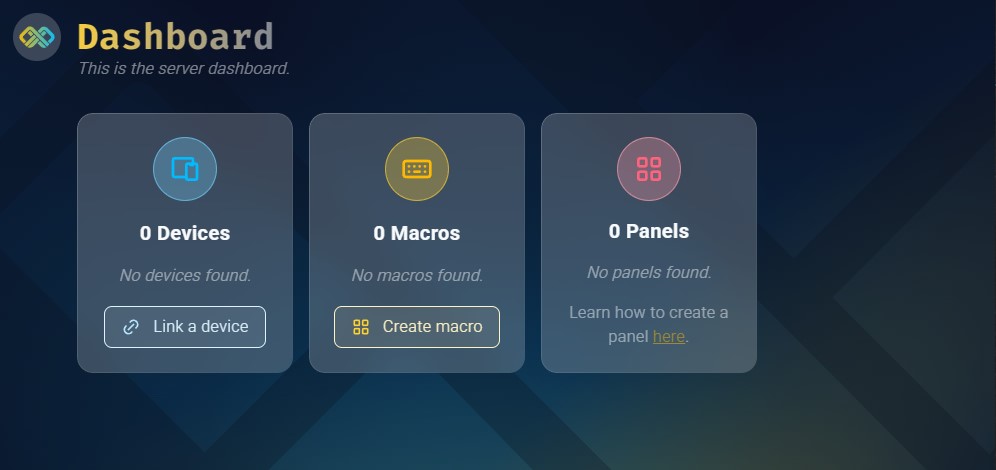 Dashboard
This is the server dashboard.
0 Devices
No devices found.
Link a device
0 Macros
No macros found.
Create macro
0 Panels
No panels found.
Learn how to create a
panel here.